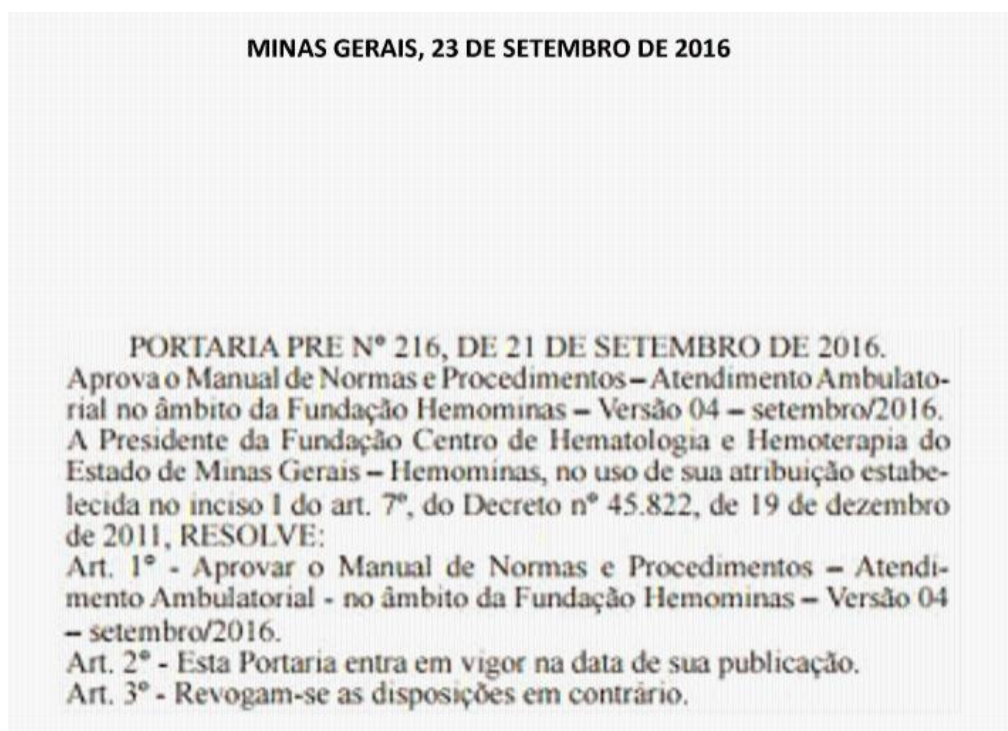 MINAS GERAIS, 23 DE SETEMBRO DE 2016
PORTARIA PRE Nº 216, DE 21 DE SETEMBRO DE 2016.
Aprova o Manual de Normas e Procedimentos – Atendimento Ambulato-
rial no âmbito da Fundação Hemominas – Versão 04 – setembro/2016.
A Presidente da Fundação Centro de Hematologia e Hemoterapia do
Estado de Minas Gerais – Hemominas, no uso de sua atribuição estabe-
lecida no inciso I do art. 7º, do Decreto nº 45.822, de 19 de dezembro
de 2011, RESOLVE:
Art. 1º - Aprovar o Manual de Normas e Procedimentos – Atendi-
mento Ambulatorial - no âmbito da Fundação Hemominas – Versão 04
– setembro/2016.
Art. 2º - Esta Portaria entra em vigor na data de sua publicação.
Art. 3º - Revogam-se as disposições em contrário.